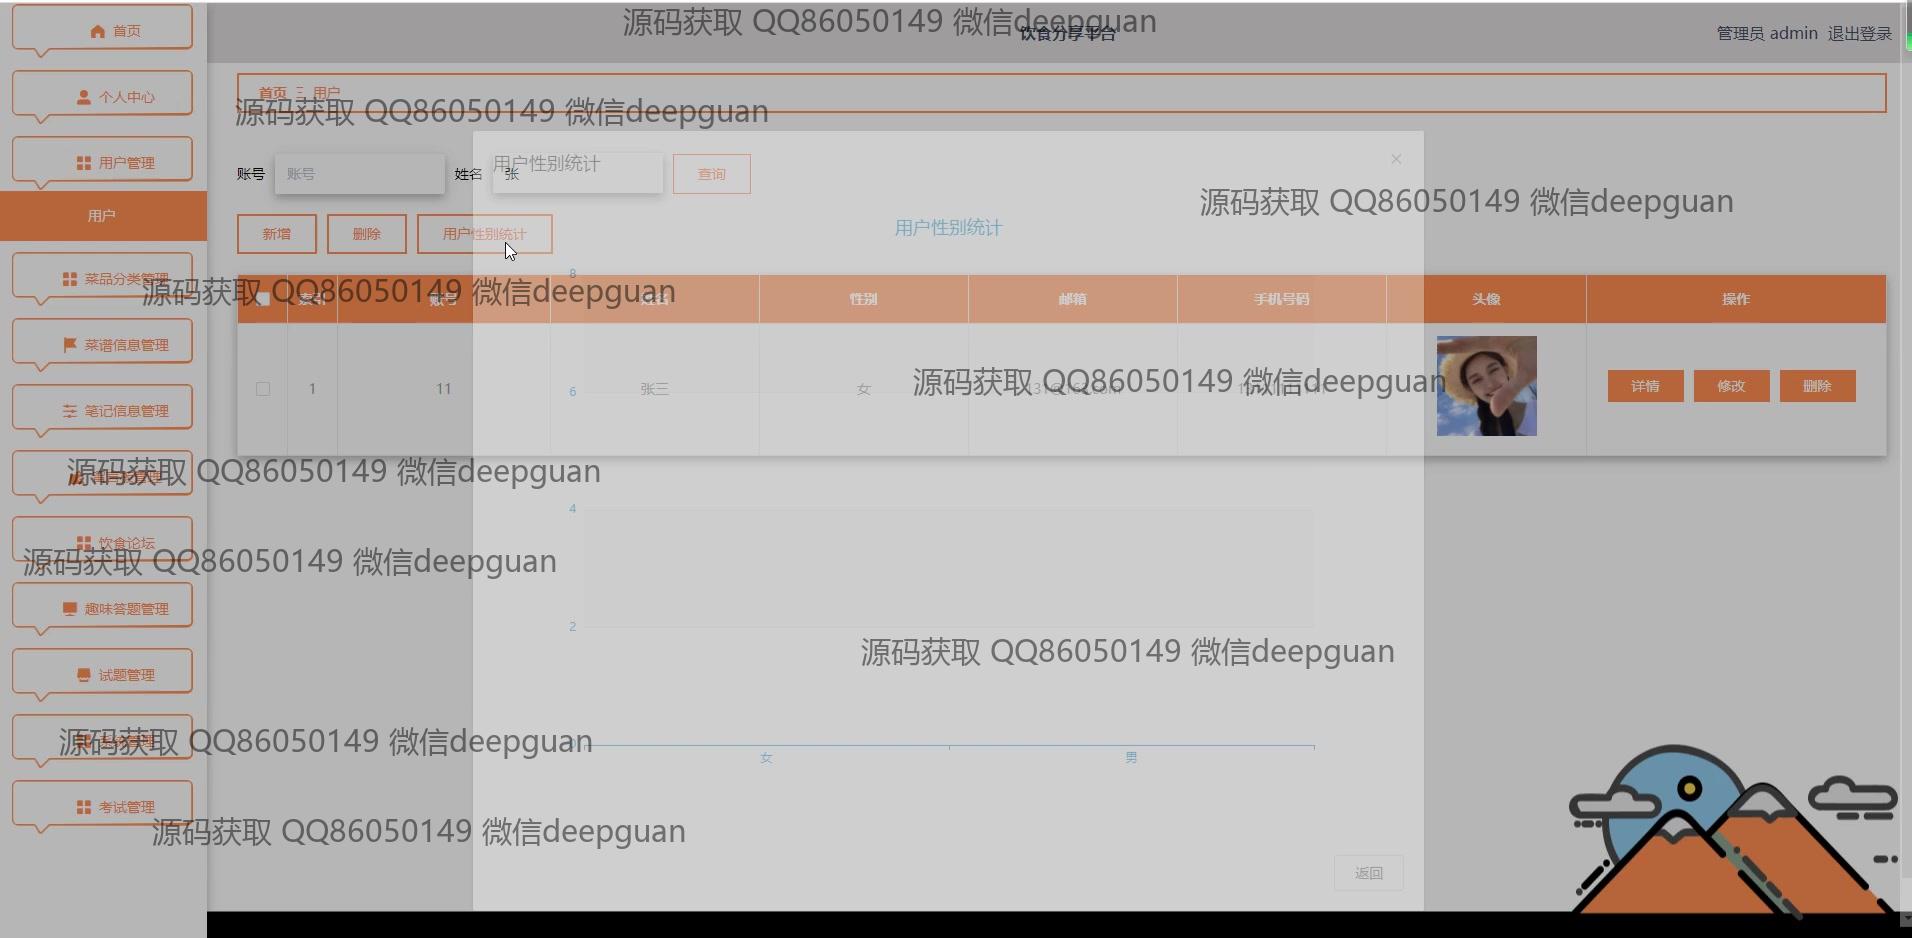 源码获取 QQ86050149 微信deepguan
饮食分享平台
管理员 admin 退出登录
首页
个人中心
用户管理
用户
菜品分类管理
菜谱信息管理
笔记信息管理
饮食论坛
趣味答题管理
试题管理
系统管理
考试管理
首页 用户
源码获取 QQ86050149 微信deepguan
账号 账号 姓名 张 查询
用户性别统计
×
源码获取 QQ86050149 微信deepguan
新增 删除 用户性别统计
用户性别统计
源码获取 QQ86050149 微信deepguan
索引 账号 姓名 性别 邮箱 手机号码 头像 操作
1 11 张三 女 详情 修改 删除
源码获取 QQ86050149 微信deepguan
8
6
4
2
0
女 男
源码获取 QQ86050149 微信deepguan
源码获取 QQ86050149 微信deepguan
源码获取 QQ86050149 微信deepguan
源码获取 QQ86050149 微信deepguan
源码获取 QQ86050149 微信deepguan
返回